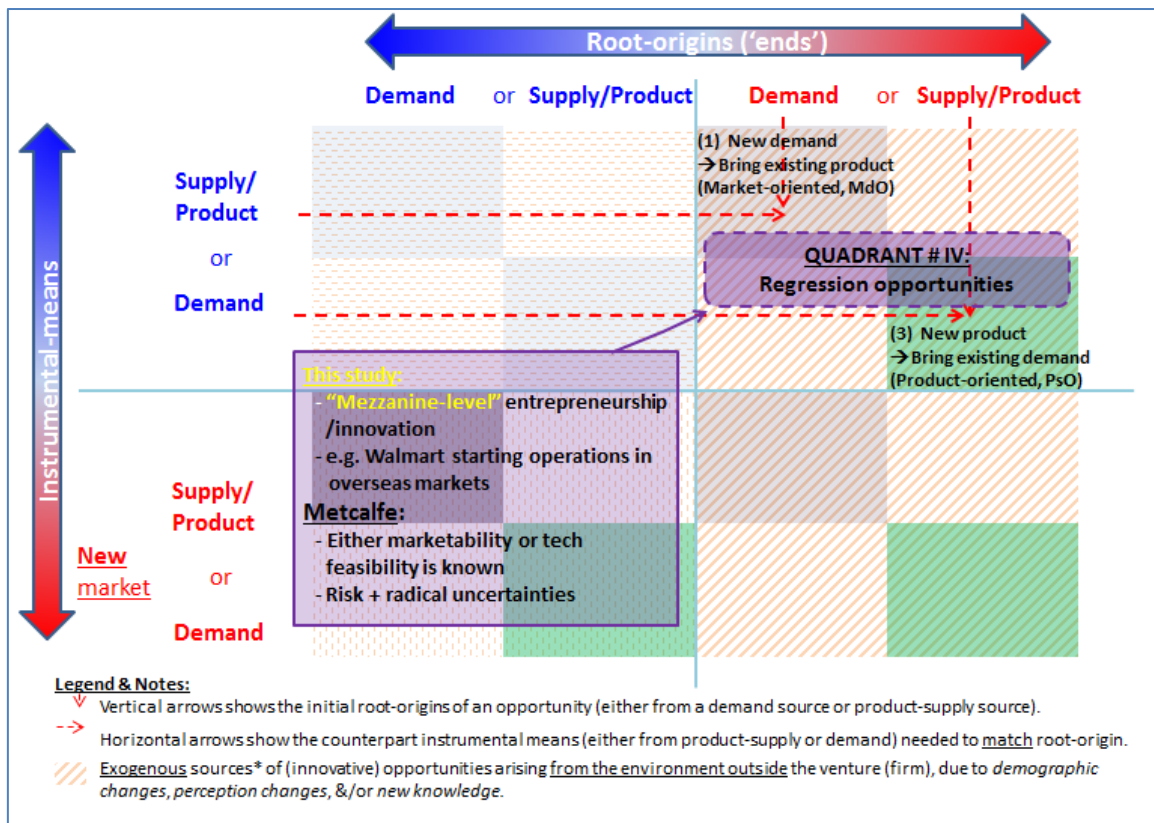 Root-origins (‘ends’)
Demand or Supply/Product Demand or Supply/Product
Instrumental-means
Supply/
Product
or
Demand
(1) New demand
→Bring existing product
(Market-oriented, MdO)
QUADRANT # IV:
Regression opportunities
(3) New product
→Bring existing demand
(Product-oriented, PsO)
This study:
- “Mezzanine-level” entrepreneurship
/innovation
- e.g. Walmart starting operations in
overseas markets
Metcalfe:
- Either marketability or tech
feasibility is known
- Risk + radical uncertainties
New
market
Supply/
Product
or
Demand
Legend & Notes:
Vertical arrows shows the initial root-origins of an opportunity (either from a demand source or product-supply source).
Horizontal arrows show the counterpart instrumental means (either from product-supply or demand) needed to match root-origin.
Exogenous sources* of (innovative) opportunities arising from the environment outside the venture (firm), due to demographic
changes, perception changes, &/or new knowledge.